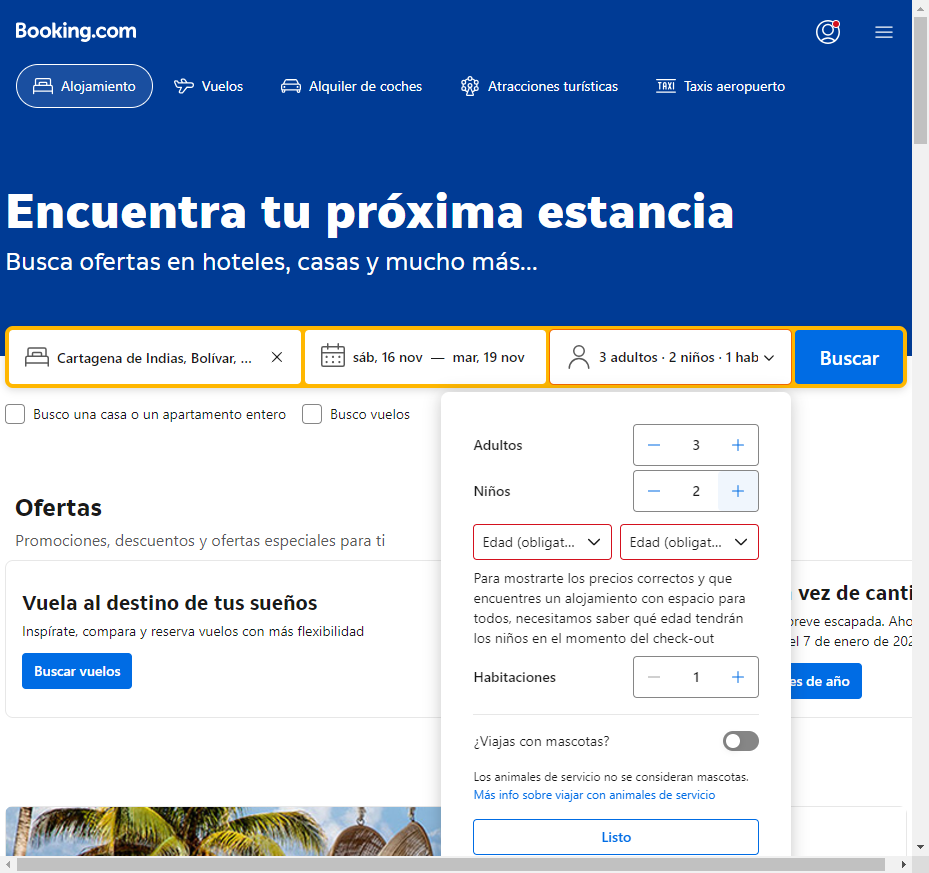 Booking.com
Alojamiento
Vuelos
Alquiler de coches
Atracciones turísticas
TAXI
Taxis aeropuerto
Encuentra tu próxima estancia
Busca ofertas en hoteles, casas y mucho más...
Cartagena de Indias, Bolívar, ...
sáb, 16 nov — mar, 19 nov
3 adultos · 2 niños · 1 hab
Buscar
Busco una casa o un apartamento entero
Busco vuelos
Adultos
3
Niños
2
Edad (obligat...
Edad (obligat...
Para mostrarte los precios correctos y que
encuentres un alojamiento con espacio para
todos, necesitamos saber qué edad tendrán
los niños en el momento del check-out
Habitaciones
1
¿Viajas con mascotas?
Los animales de servicio no se consideran mascotas.
Más info sobre viajar con animales de servicio
Listo
Ofertas
Promociones, descuentos y ofertas especiales para ti
Vuela al destino de tus sueños
Inspírate, compara y reserva vuelos con más flexibilidad
Buscar vuelos
vez de canti
breve escapada. Aho
el 7 de enero de 202
es de año